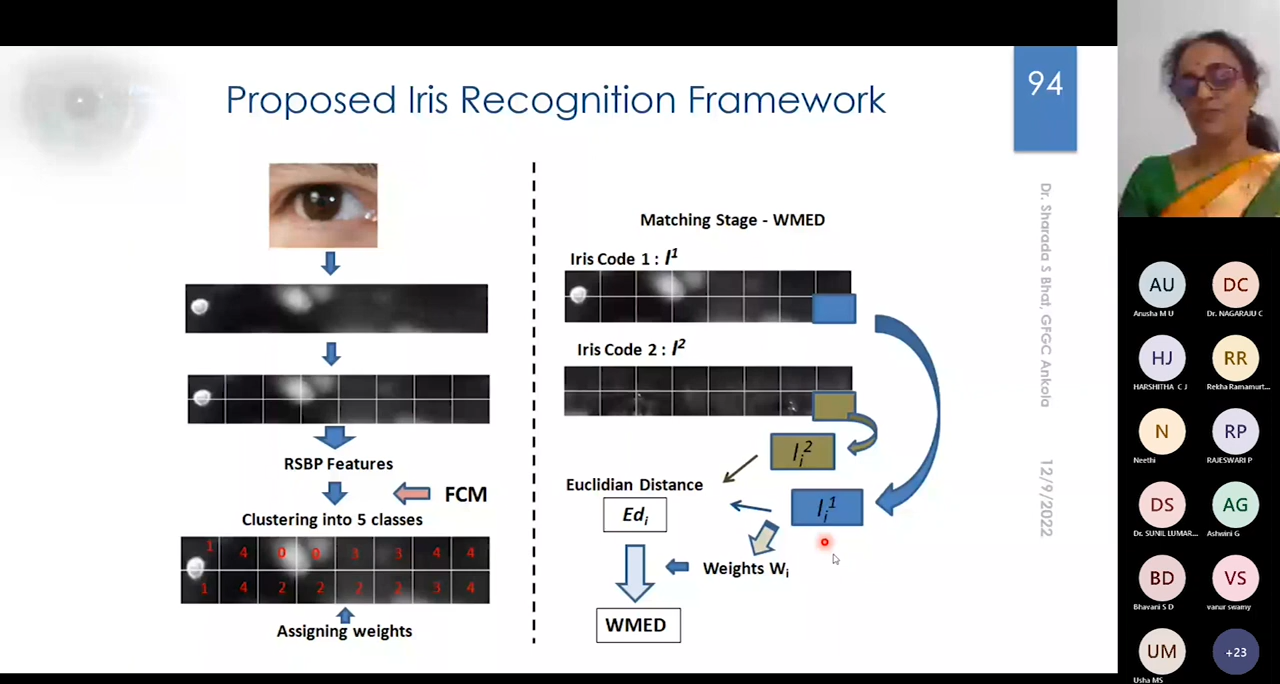 Proposed Iris Recognition Framework
94
Matching Stage - WMED
Iris Code 1 : I¹
Iris Code 2 : I²
RSBP Features
FCM
Clustering into 5 classes
1 4 0 0 3 3 4 4
1 4 2 2 2 2 3 4
Assigning weights
Iᵢ²
Euclidian Distance
Edᵢ
Iᵢ¹
Weights Wᵢ
WMED
Dr. Sharada S Bhat, GFGC Ankola
12/9/2022
AU
Anusha M U
DC
Dr. NAGARAJU C
HJ
HARSHITHA C J
RR
Rekha Ramamurt...
N
Neethi
RP
RAJESWARI P
DS
Dr. SUNIL LUMAR...
AG
Ashwini G
BD
Bhavani S D
VS
vanur swamy
UM
Usha MS
+23